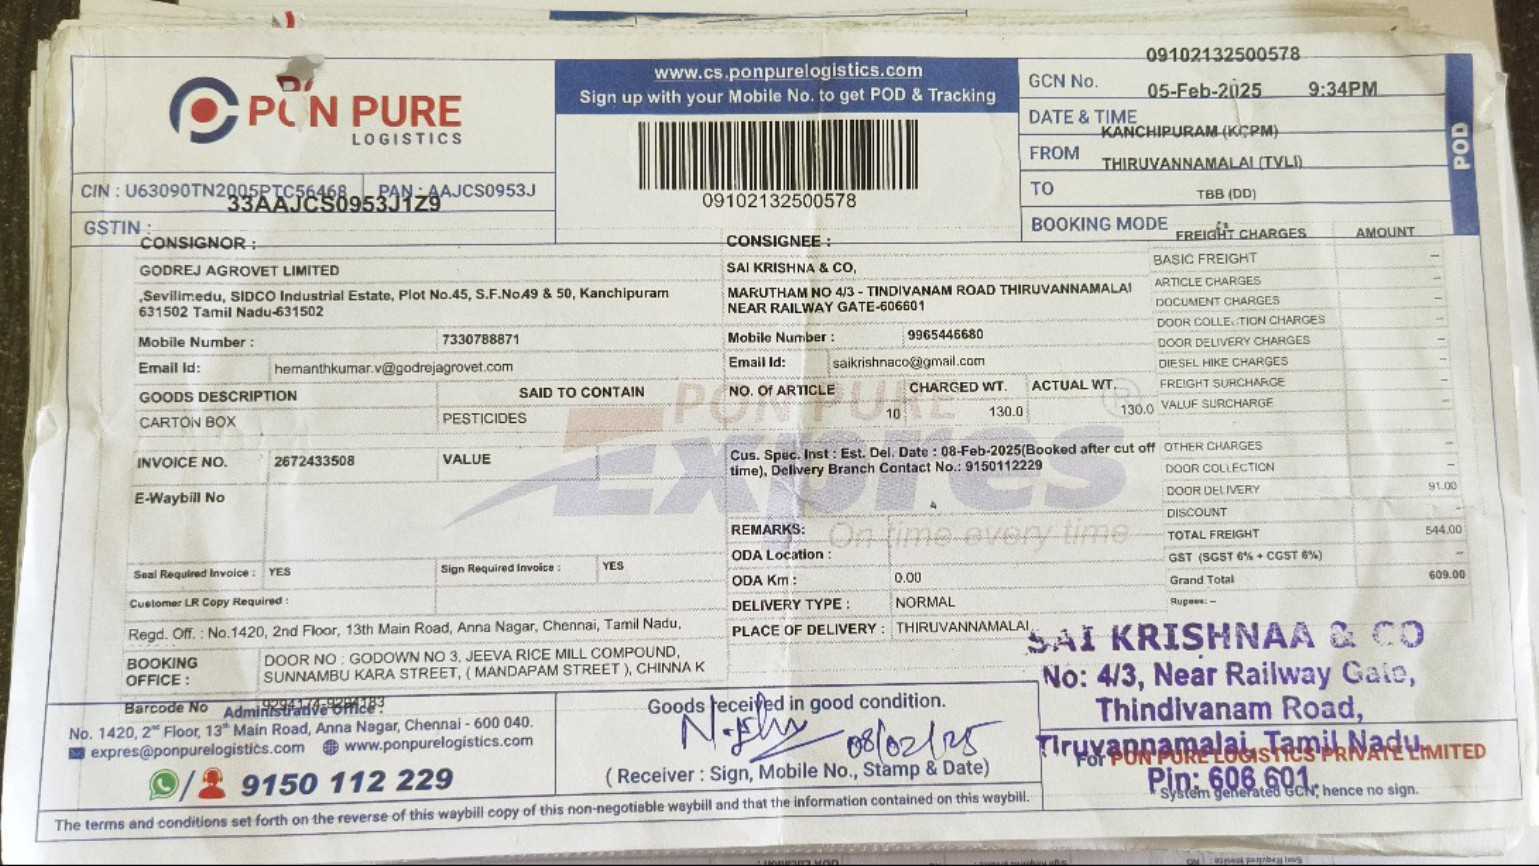 PON PURE
LOGISTICS
CIN : U63090TN2005PTC56468 PAN : AAJCS0953J
33AAJCS0953J1Z9
GSTIN :
www.cs.ponpurelogistics.com
Sign up with your Mobile No. to get POD & Tracking
09102132500578
09102132500578
GCN No.
05-Feb-2025 9:34PM
DATE & TIME
KANCHIPURAM (KCPM)
FROM
THIRUVANNAMALAI (TVLI)
TO
TBB (DD)
BOOKING MODE
POD
CONSIGNOR :
GODREJ AGROVET LIMITED
,Sevilimedu, SIDCO Industrial Estate, Plot No.45, S.F.No.49 & 50, Kanchipuram
631502 Tamil Nadu-631502
Mobile Number : 7330788871
Email Id: hemanthkumar.v@godrejagrovet.com
GOODS DESCRIPTION SAID TO CONTAIN
CARTON BOX PESTICIDES
INVOICE NO. 2672433508 VALUE
E-Waybill No
Seal Required Invoice : YES Sign Required Invoice : YES
Customer LR Copy Required :
Regd. Off. : No.1420, 2nd Floor, 13th Main Road, Anna Nagar, Chennai, Tamil Nadu,
BOOKING OFFICE : DOOR NO : GODOWN NO 3, JEEVA RICE MILL COMPOUND,
SUNNAMBU KARA STREET, ( MANDAPAM STREET ), CHINNA K
Barcode No 9294174-9294183
CONSIGNEE :
SAI KRISHNA & CO,
MARUTHAM NO 4/3 - TINDIVANAM ROAD THIRUVANNAMALAI
NEAR RAILWAY GATE-606601
Mobile Number : 9965446680
Email Id: saikrishnaco@gmail.com
NO. Of ARTICLE CHARGED WT. ACTUAL WT.
10 130.0 130.0
PON PURE
Expres
On time every time
Cus. Spec. Inst : Est. Del. Date : 08-Feb-2025(Booked after cut off
time), Delivery Branch Contact No.: 9150112229
REMARKS:
ODA Location :
ODA Km : 0.00
DELIVERY TYPE : NORMAL
PLACE OF DELIVERY : THIRUVANNAMALAI
FREIGHT CHARGES AMOUNT
BASIC FREIGHT –
ARTICLE CHARGES –
DOCUMENT CHARGES –
DOOR COLLECTION CHARGES –
DOOR DELIVERY CHARGES –
DIESEL HIKE CHARGES –
FREIGHT SURCHARGE –
VALUE SURCHARGE –
OTHER CHARGES –
DOOR COLLECTION –
DOOR DELIVERY 91.00
DISCOUNT –
TOTAL FREIGHT 544.00
GST (SGST 6% + CGST 6%) –
Grand Total 609.00
Rupees: –
Administrative Office :
No. 1420, 2nd Floor, 13th Main Road, Anna Nagar, Chennai - 600 040.
expres@ponpurelogistics.com www.ponpurelogistics.com
9150 112 229
Goods received in good condition.
08/02/25
( Receiver : Sign, Mobile No., Stamp & Date)
SAI KRISHNAA & CO
No: 4/3, Near Railway Gate,
Thindivanam Road,
Tiruvannamalai, Tamil Nadu.
Pin: 606 601.
For PON PURE LOGISTICS PRIVATE LIMITED
* System generated GCN, hence no sign.
The terms and conditions set forth on the reverse of this waybill copy of this non-negotiable waybill and that the information contained on this waybill.